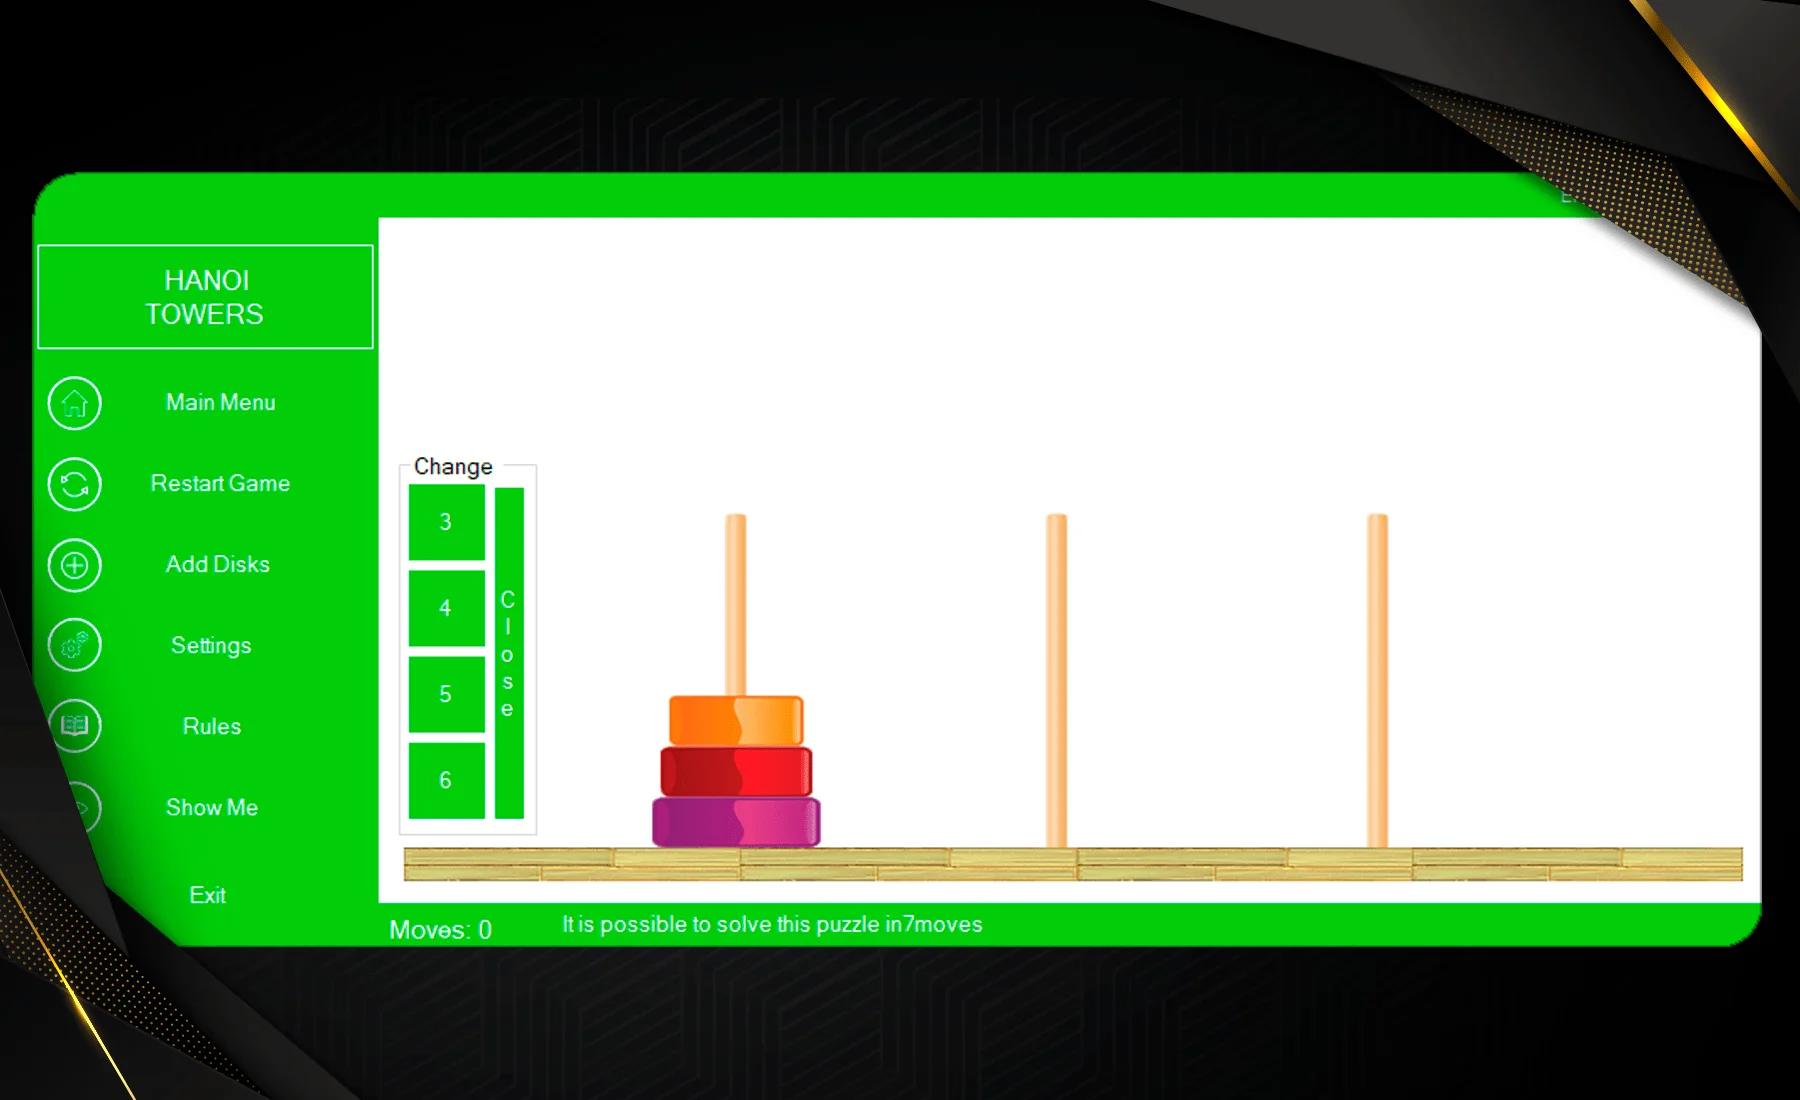 HANOI
TOWERS
Main Menu
Restart Game
Add Disks
Settings
Rules
Show Me
Exit
Change
3
4
5
6
Close
Moves: 0
It is possible to solve this puzzle in7moves